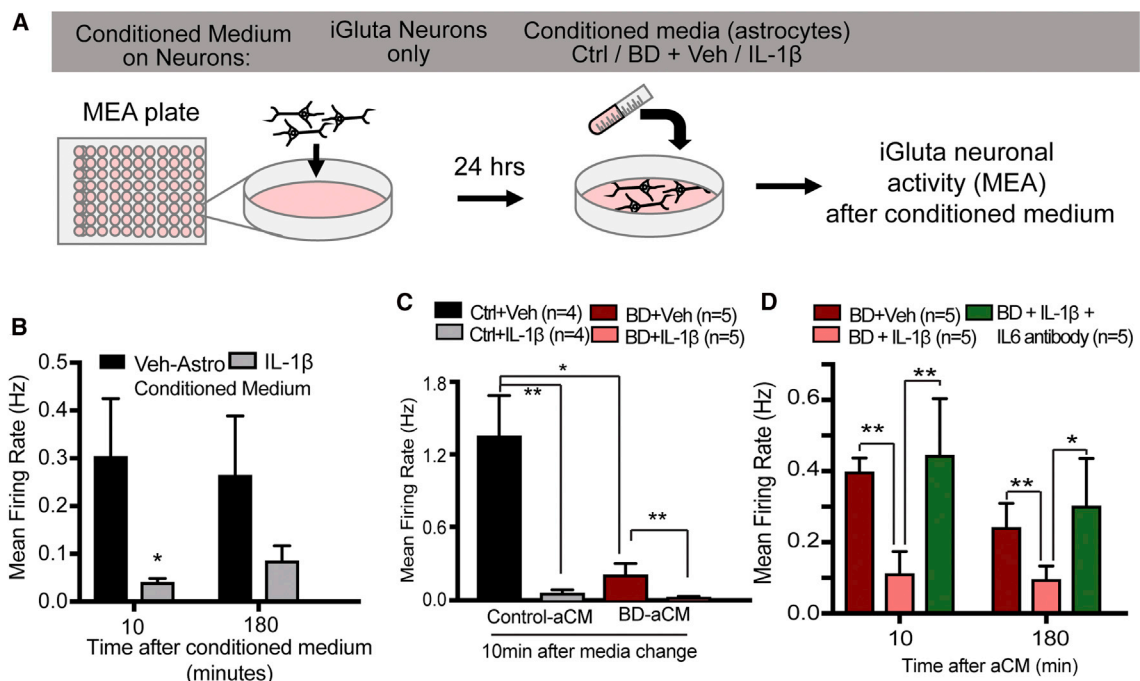 A
Conditioned Medium
on Neurons:
iGluta Neurons
only
Conditioned media (astrocytes)
Ctrl / BD + Veh / IL-1β
MEA plate
24 hrs
iGluta neuronal
activity (MEA)
after conditioned medium
B
Veh-Astro IL-1β
Conditioned Medium
Mean Firing Rate (Hz)
0.5
0.4
0.3
0.2
0.1
0.0
*
10 180
Time after conditioned medium
(minutes)
C
Ctrl+Veh (n=4) BD+Veh (n=5)
Ctrl+IL-1β (n=4) BD+IL-1β (n=5)
Mean Firing Rate (Hz)
1.8
1.2
0.6
0.0
*
**
**
Control-aCM BD-aCM
10min after media change
D
BD+Veh (n=5) BD + IL-1β +
BD + IL-1β (n=5) IL6 antibody (n=5)
Mean Firing Rate (Hz)
0.6
0.4
0.2
0.0
**
**
**
*
10 180
Time after aCM (min)